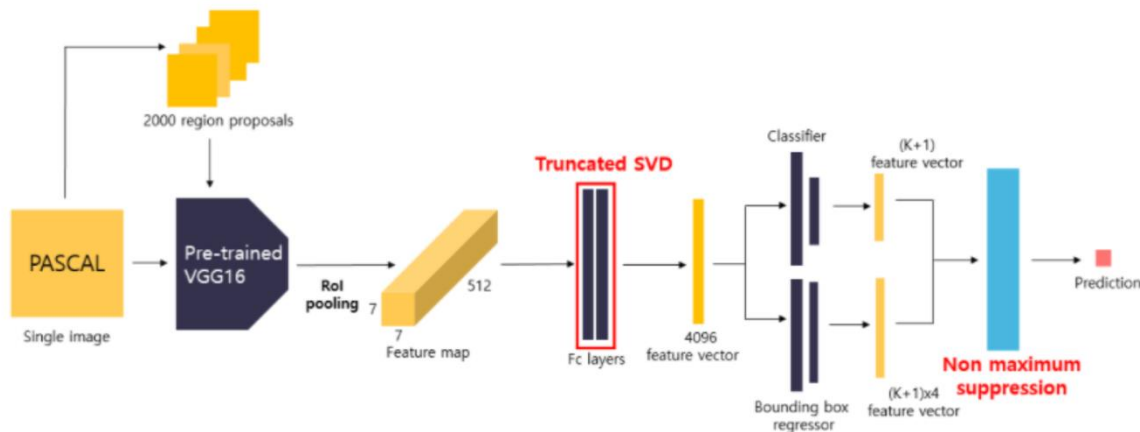 2000 region proposals
PASCAL
Single image
Pre-trained
VGG16
RoI
pooling
7
7
512
Feature map
Truncated SVD
Fc layers
4096
feature vector
Classifier
Bounding box
regressor
(K+1)
feature vector
(K+1)x4
feature vector
Non maximum
suppression
Prediction